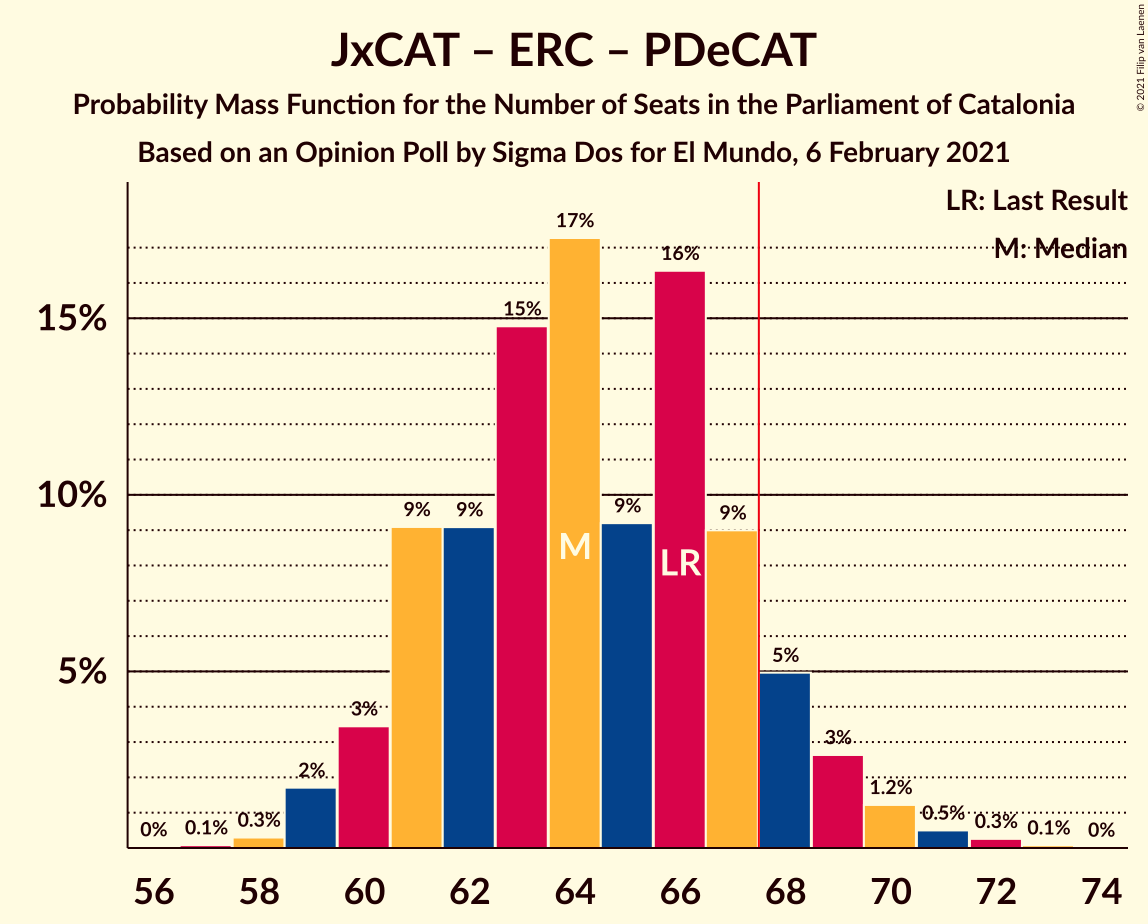 JxCAT – ERC – PDeCAT
Probability Mass Function for the Number of Seats in the Parliament of Catalonia
Based on an Opinion Poll by Sigma Dos for El Mundo, 6 February 2021
© 2021 Filip van Laenen
LR: Last Result
M: Median
15%
10%
5%
0%
0.1%
0.3%
2%
3%
9%
9%
15%
17%
9%
16%
9%
5%
3%
1.2%
0.5%
0.3%
0.1%
0%
M
LR
56 58 60 62 64 66 68 70 72 74